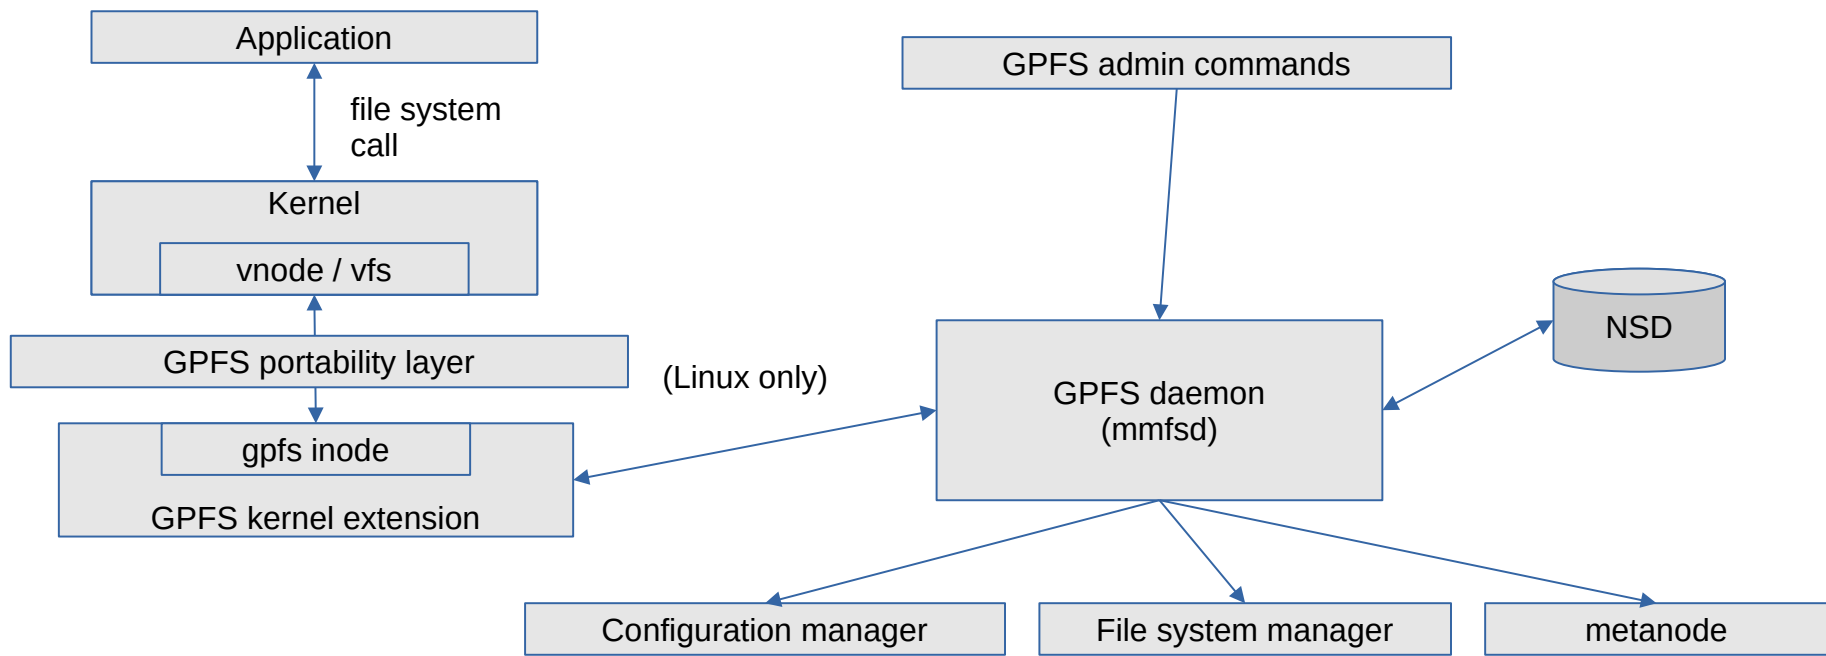 Application
file system
call
Kernel
vnode / vfs
GPFS portability layer
(Linux only)
gpfs inode
GPFS kernel extension
GPFS admin commands
GPFS daemon
(mmfsd)
NSD
Configuration manager
File system manager
metanode